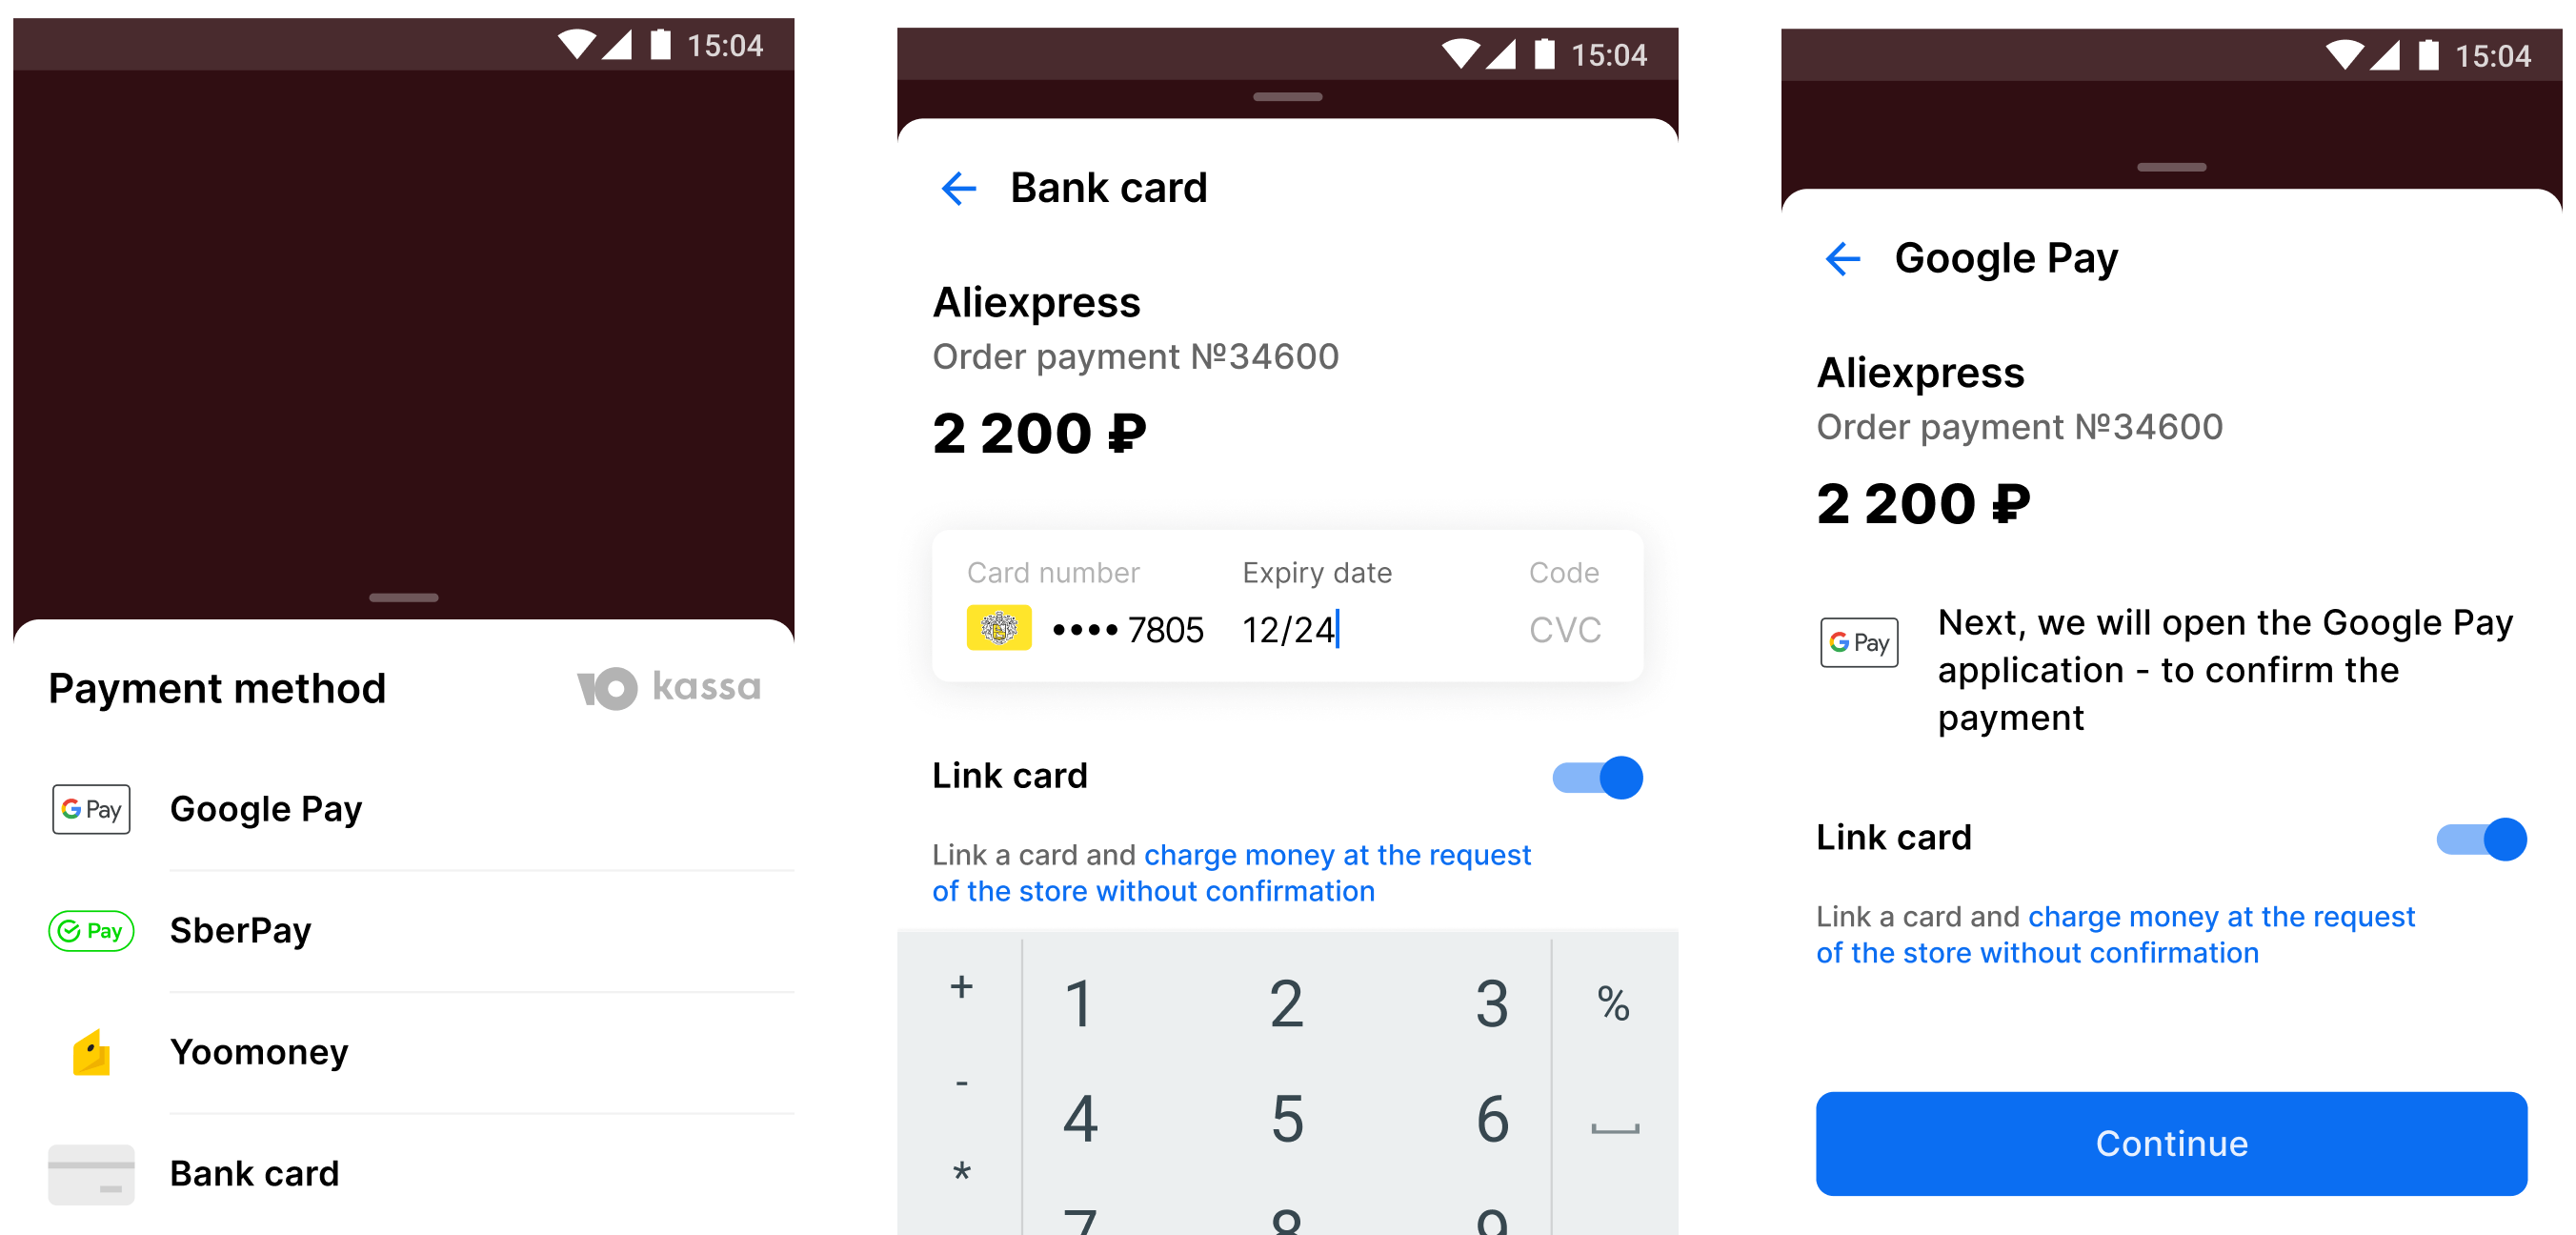 15:04
Payment method
Ю kassa
G Pay Google Pay
Pay SberPay
Yoomoney
Bank card
15:04
Bank card
Aliexpress
Order payment №34600
2 200 ₽
Card number Expiry date Code
•••• 7805 12/24 CVC
Link card
Link a card and charge money at the request
of the store without confirmation
+ 1 2 3 %
- 4 5 6
* 7 8 9
15:04
Google Pay
Aliexpress
Order payment №34600
2 200 ₽
G Pay
Next, we will open the Google Pay
application - to confirm the
payment
Link card
Link a card and charge money at the request
of the store without confirmation
Continue